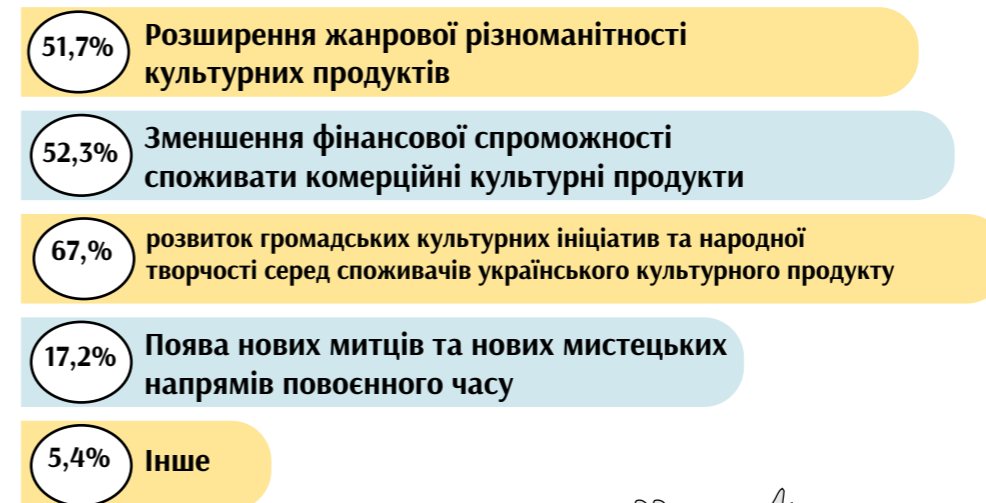 51,7%
Розширення жанрової різноманітності
культурних продуктів
52,3%
Зменшення фінансової спроможності
споживати комерційні культурні продукти
67,%
розвиток громадських культурних ініціатив та народної
творчості серед споживачів українського культурного продукту
17,2%
Поява нових митців та нових мистецьких
напрямів повоєнного часу
5,4%
Інше